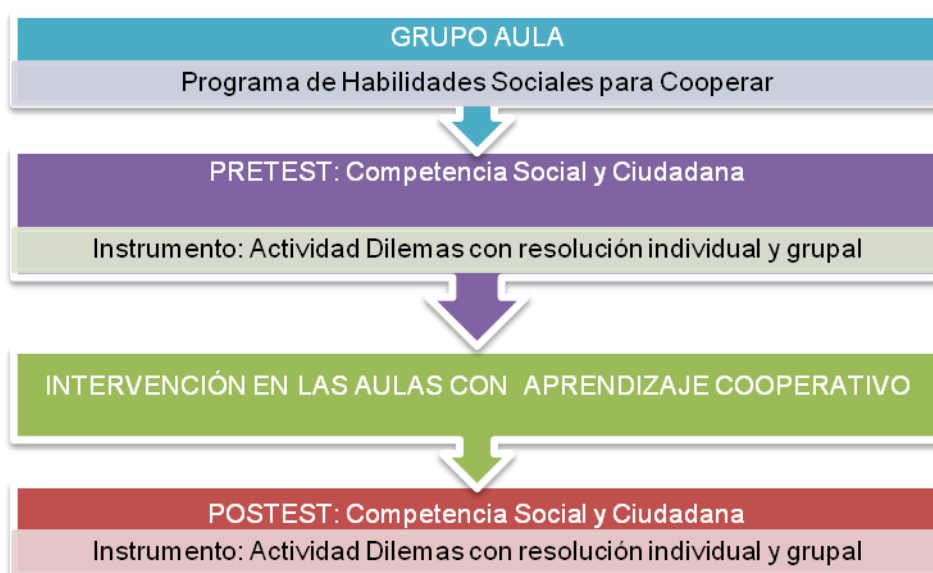 GRUPO AULA
Programa de Habilidades Sociales para Cooperar
PRETEST: Competencia Social y Ciudadana
Instrumento: Actividad Dilemas con resolución individual y grupal
INTERVENCIÓN EN LAS AULAS CON APRENDIZAJE COOPERATIVO
POSTEST: Competencia Social y Ciudadana
Instrumento: Actividad Dilemas con resolución individual y grupal